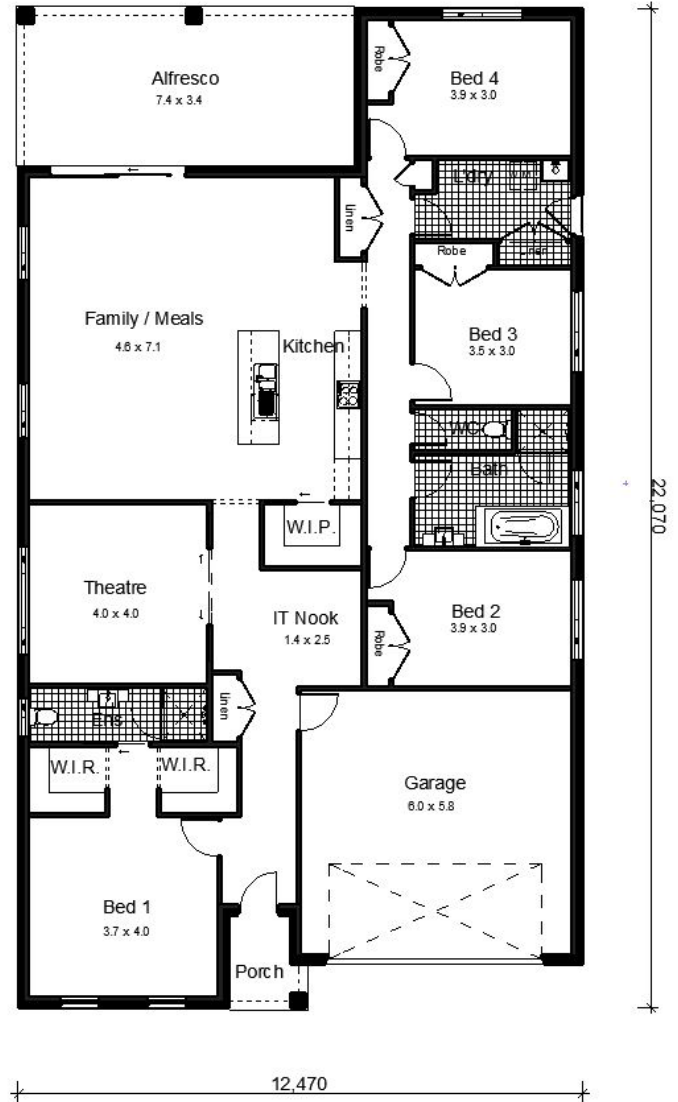 Alfresco
7.4 x 3.4
Robe
Bed 4
3.9 x 3.0
L'dry
W.M.
Linen
Linen
Robe
Family / Meals
4.6 x 7.1
Kitchen
Bed 3
3.5 x 3.0
WC
Bath
22,070
W.I.P.
Theatre
4.0 x 4.0
IT Nook
1.4 x 2.5
Bed 2
3.9 x 3.0
Robe
Ens
Linen
W.I.R.
W.I.R.
Garage
6.0 x 5.8
Bed 1
3.7 x 4.0
Porch
12,470